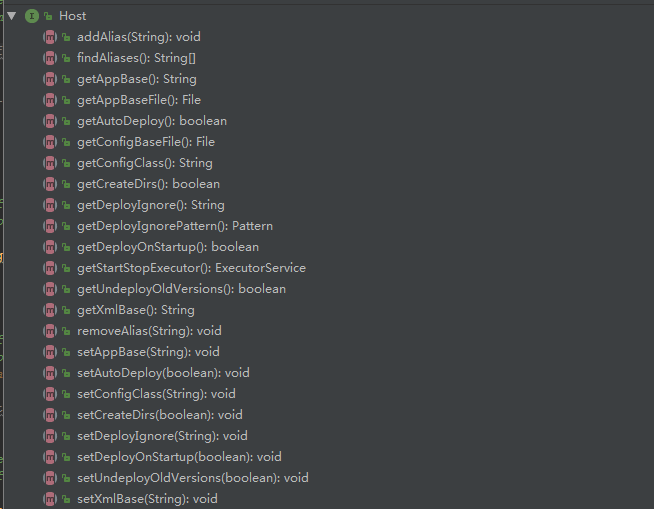 Host
addAlias(String): void
findAliases(): String[]
getAppBase(): String
getAppBaseFile(): File
getAutoDeploy(): boolean
getConfigBaseFile(): File
getConfigClass(): String
getCreateDirs(): boolean
getDeployIgnore(): String
getDeployIgnorePattern(): Pattern
getDeployOnStartup(): boolean
getStartStopExecutor(): ExecutorService
getUndeployOldVersions(): boolean
getXmlBase(): String
removeAlias(String): void
setAppBase(String): void
setAutoDeploy(boolean): void
setConfigClass(String): void
setCreateDirs(boolean): void
setDeployIgnore(String): void
setDeployOnStartup(boolean): void
setUndeployOldVersions(boolean): void
setXmlBase(String): void